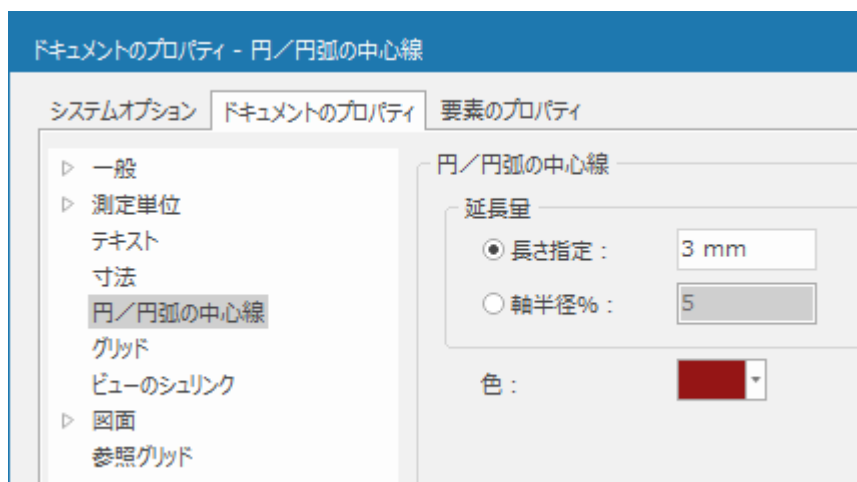 ドキュメントのプロパティ - 円／円弧の中心線
システムオプション ドキュメントのプロパティ 要素のプロパティ
一般
測定単位
テキスト
寸法
円／円弧の中心線
グリッド
ビューのシュリンク
図面
参照グリッド
円／円弧の中心線
延長量
長さ指定： 3 mm
軸半径%： 5
色：